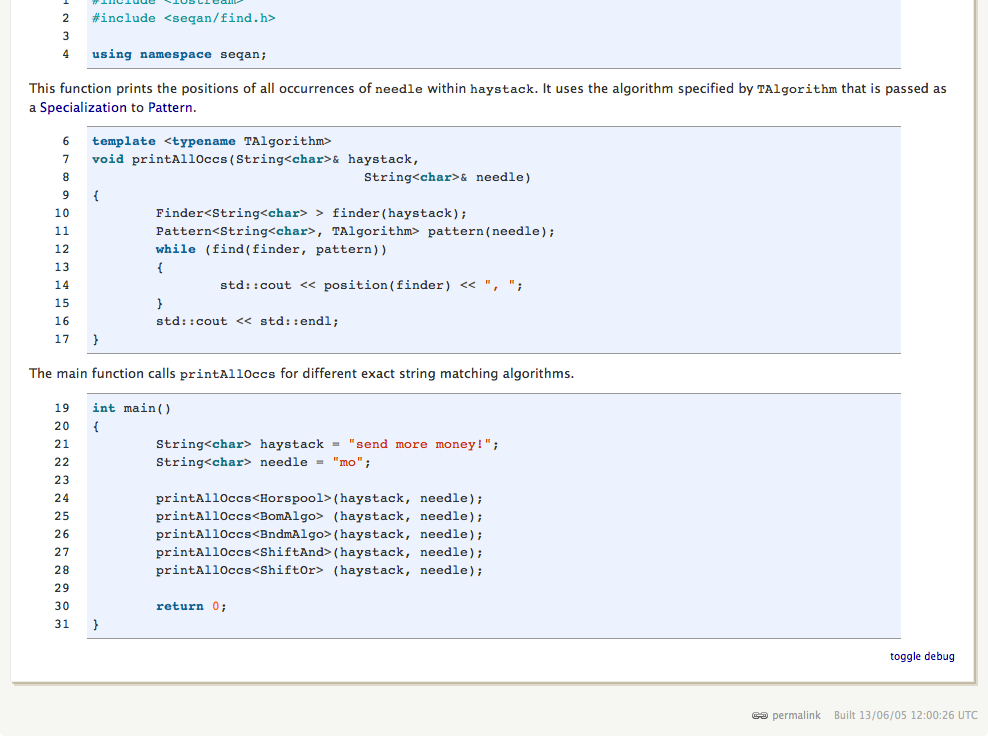 1 #include <iostream>
2 #include <seqan/find.h>
3
4 using namespace seqan;
This function prints the positions of all occurrences of needle within haystack. It uses the algorithm specified by TAlgorithm that is passed as
a Specialization to Pattern.
6 template <typename TAlgorithm>
7 void printAllOccs(String<char>& haystack,
8 String<char>& needle)
9 {
10 Finder<String<char> > finder(haystack);
11 Pattern<String<char>, TAlgorithm> pattern(needle);
12 while (find(finder, pattern))
13 {
14 std::cout << position(finder) << ", ";
15 }
16 std::cout << std::endl;
17 }
The main function calls printAllOccs for different exact string matching algorithms.
19 int main()
20 {
21 String<char> haystack = "send more money!";
22 String<char> needle = "mo";
23
24 printAllOccs<Horspool>(haystack, needle);
25 printAllOccs<BomAlgo> (haystack, needle);
26 printAllOccs<BndmAlgo>(haystack, needle);
27 printAllOccs<ShiftAnd>(haystack, needle);
28 printAllOccs<ShiftOr> (haystack, needle);
29
30 return 0;
31 }
toggle debug
permalink Built 13/06/05 12:00:26 UTC